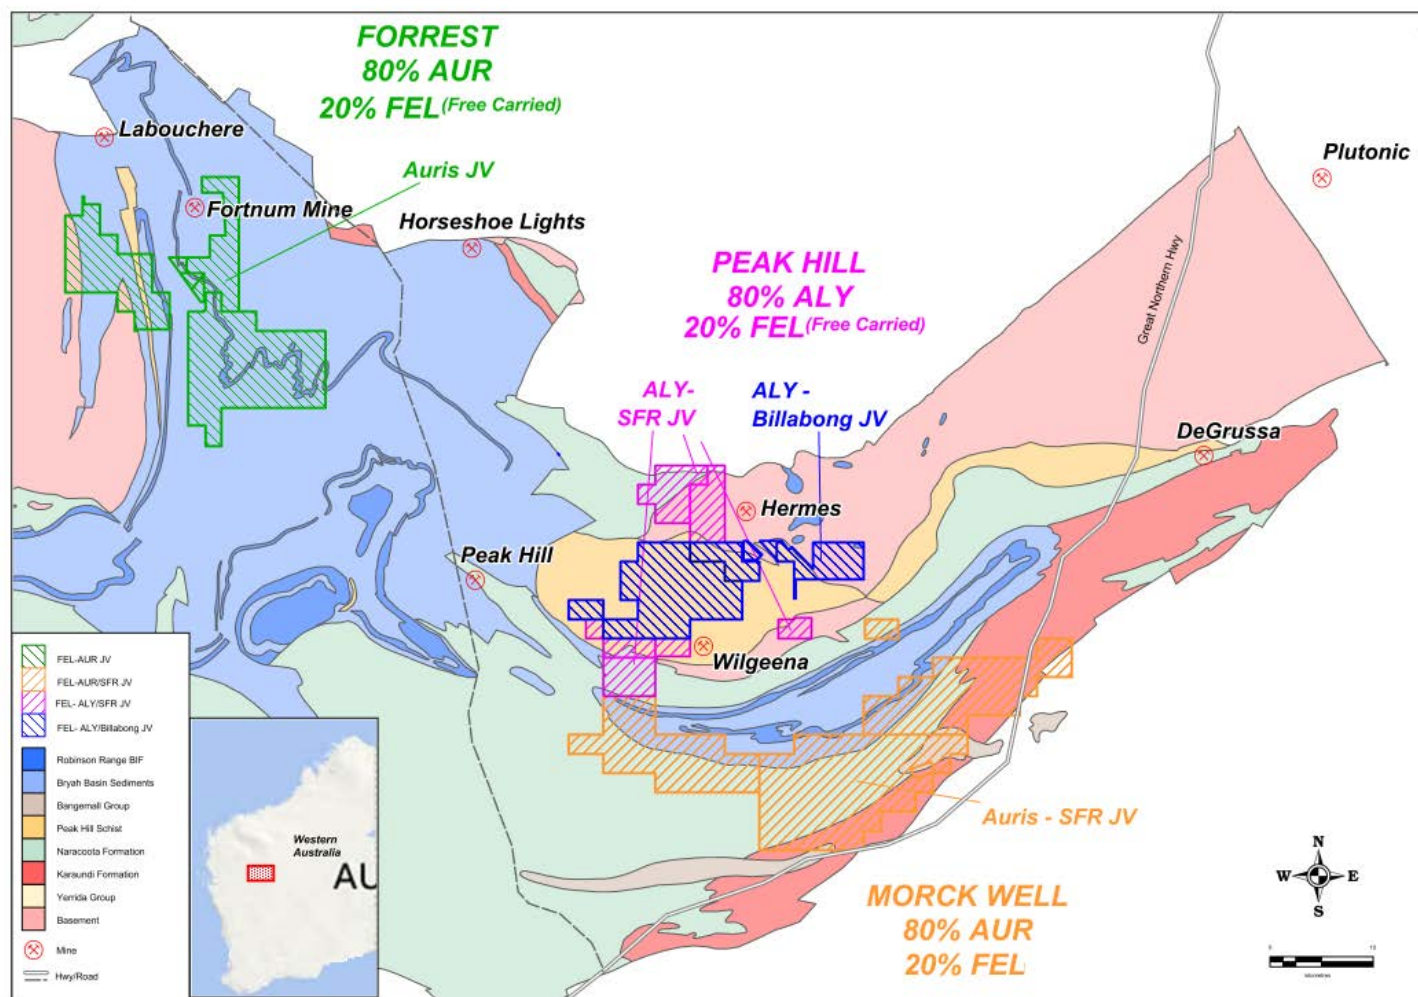 FORREST
80% AUR
20% FEL (Free Carried)
Labouchere
Plutonic
Auris JV
Fortnum Mine
Horseshoe Lights
Great Northern Hwy
PEAK HILL
80% ALY
20% FEL (Free Carried)
ALY-
SFR JV
ALY -
Billabong JV
DeGrussa
Hermes
Peak Hill
Wilgeena
FEL-AUR JV
FEL-AUR/SFR JV
FEL- ALY/SFR JV
FEL- ALY/Billabong JV
Robinson Range BIF
Bryah Basin Sediments
Bangemall Group
Peak Hill Schist
Naracoota Formation
Karaundi Formation
Yerrida Group
Basement
Mine
Hwy/Road
Western
Australia
AU
Auris - SFR JV
MORCK WELL
80% AUR
20% FEL
N
W
E
S
0
10
kilometres